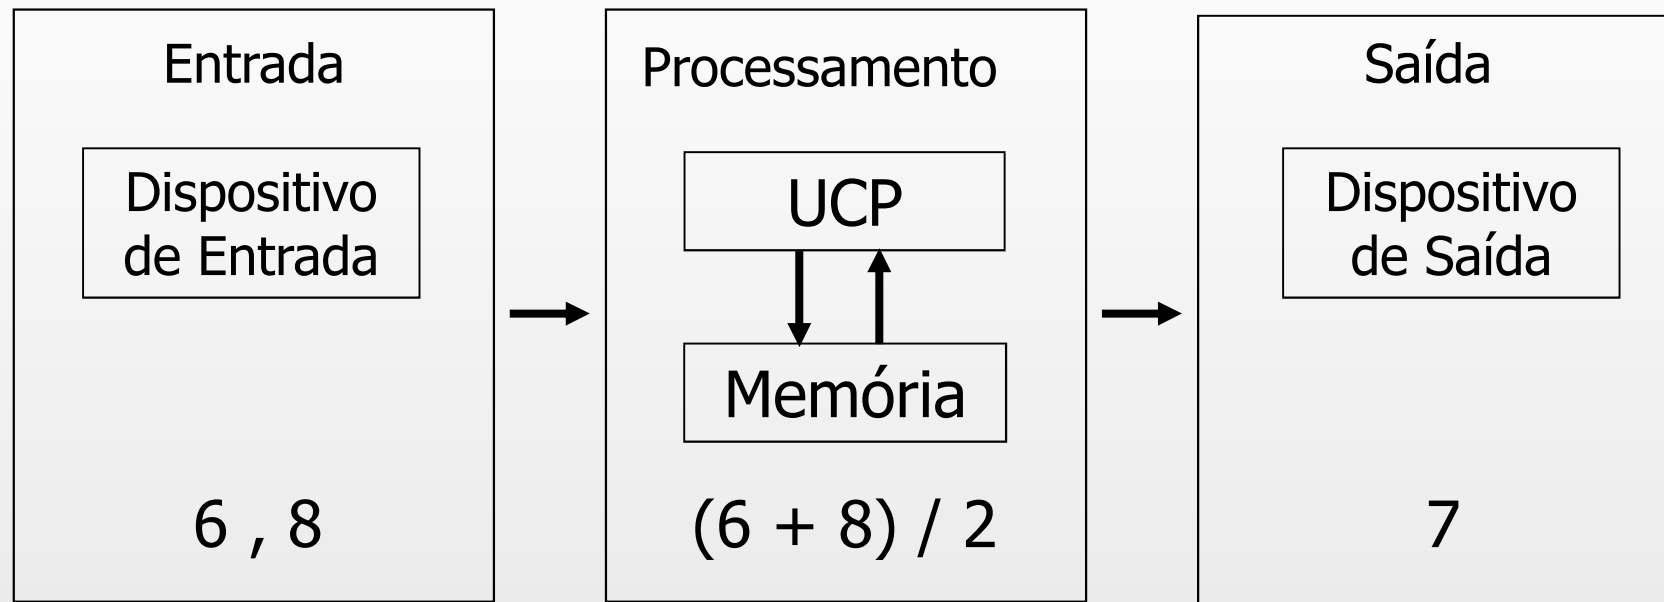 Entrada
Dispositivo
de Entrada
6 , 8
Processamento
UCP
Memória
(6 + 8) / 2
Saída
Dispositivo
de Saída
7